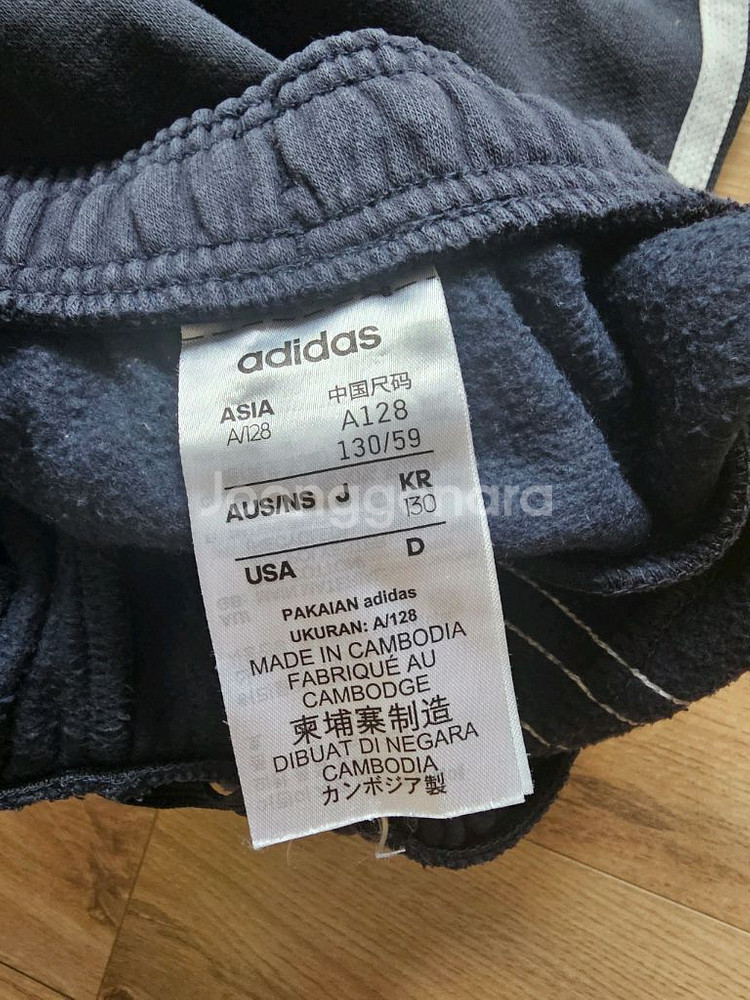 adidas
ASIA
A/128
中国尺码
A128
130/59
AUS/NS J KR
130
USA D
PAKAIAN adidas
UKURAN: A/128
MADE IN CAMBODIA
FABRIQUÉ AU
CAMBODGE
柬埔寨制造
DIBUAT DI NEGARA
CAMBODIA
カンボジア製
Joonggonara